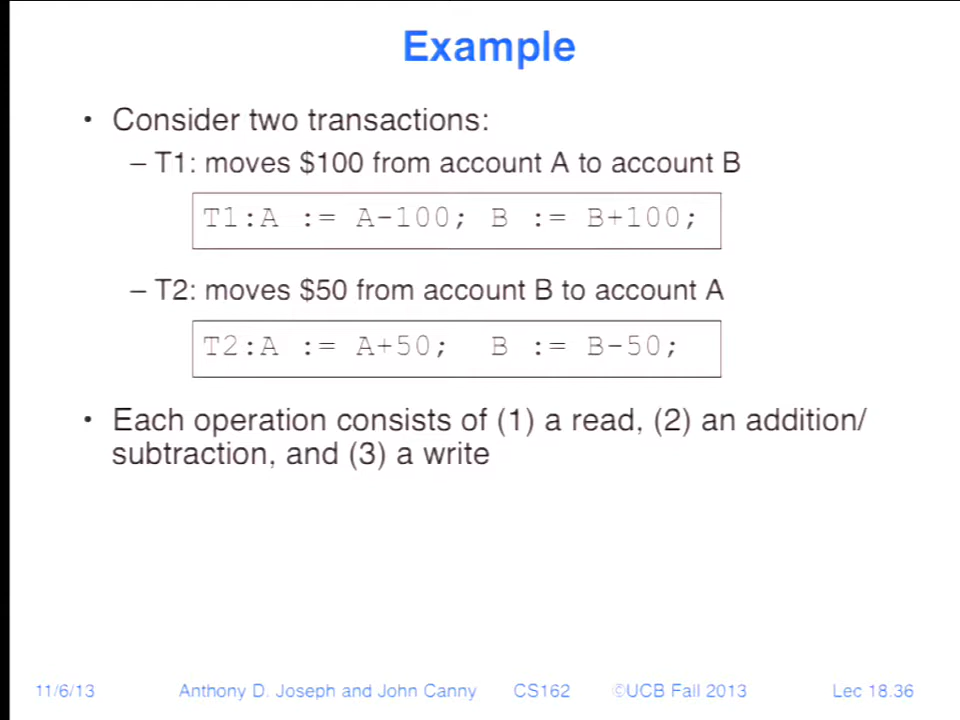 Example
• Consider two transactions:
– T1: moves $100 from account A to account B
T1:A := A-100; B := B+100;
– T2: moves $50 from account B to account A
T2:A := A+50; B := B-50;
• Each operation consists of (1) a read, (2) an addition/
subtraction, and (3) a write
11/6/13 Anthony D. Joseph and John Canny CS162 ©UCB Fall 2013 Lec 18.36